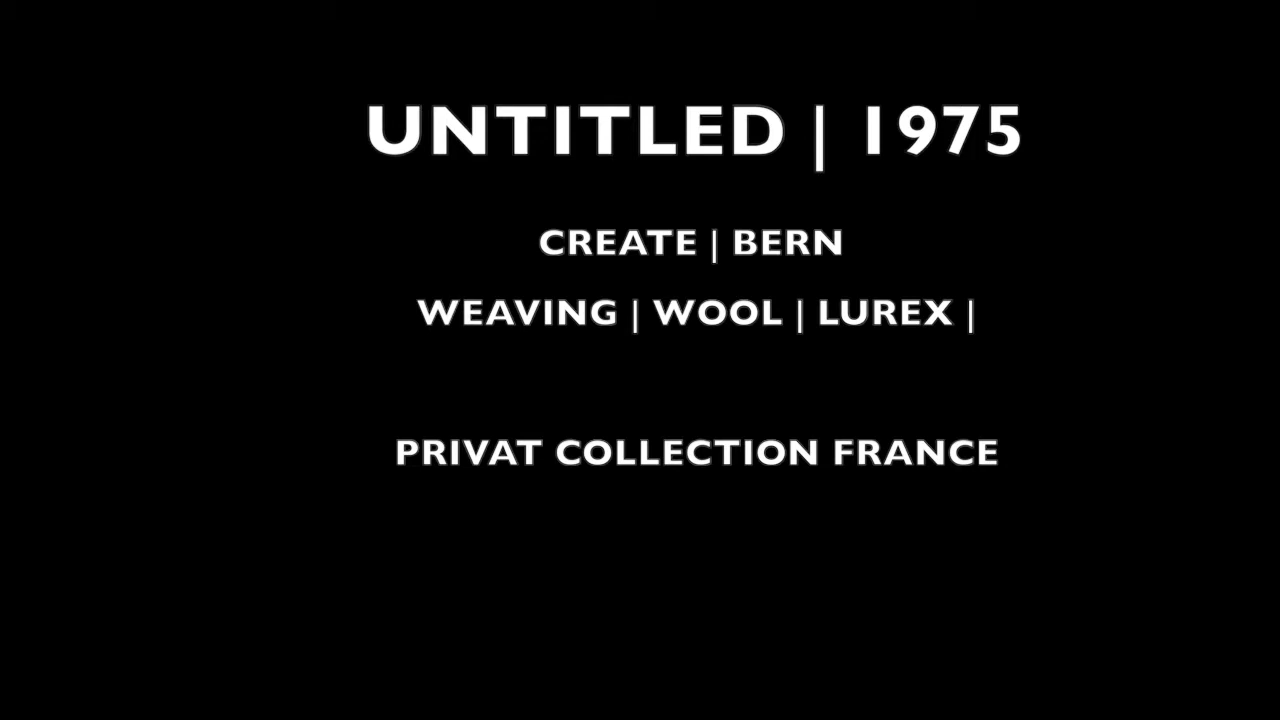 UNTITLED | 1975
CREATE | BERN
WEAVING | WOOL | LUREX |
PRIVAT COLLECTION FRANCE